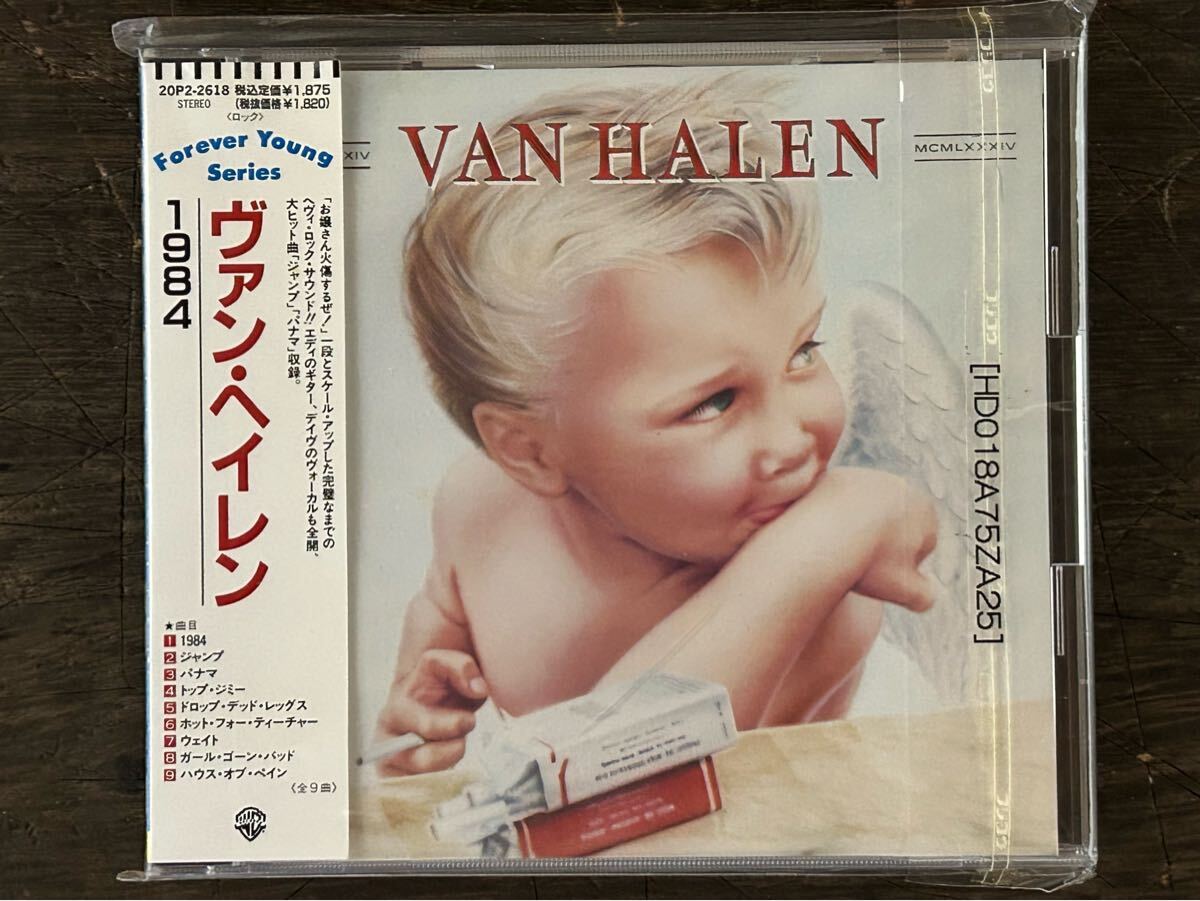 20P2-2618 税込定価¥1,875
STEREO (税抜価格¥1,820)
〈ロック〉
Forever Young
Series
1984
ヴァン・ヘイレン
「お嬢さん火傷するぜ!」一段とスケール・アップした完璧なまでの
ヘヴィ・ロック・サウンド!! エディのギター、デイヴのヴォーカルも全開。
大ヒット曲「ジャンプ」「パナマ」収録。
★曲目
1 1984
2 ジャンプ
3 パナマ
4 トップ・ジミー
5 ドロップ・デッド・レッグス
6 ホット・フォー・ティーチャー
7 ウェイト
8 ガール・ゴーン・バッド
9 ハウス・オブ・ペイン
〈全9曲〉
XIV
VAN HALEN
MCMLXXXIV
[HD018A75ZA25]